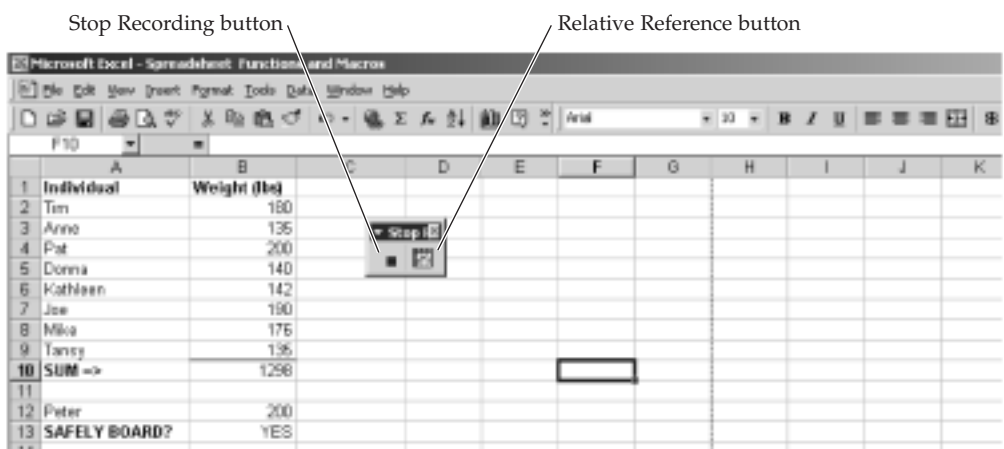 Stop Recording button Relative Reference button
Microsoft Excel - Spreadsheet Functions and Macros
File Edit View Insert Format Tools Data Window Help
Arial 10 B I U
F10 =
A B C D E F G H I J K
1 Individual Weight (lbs)
2 Tim 180
3 Anne 135
Stop
4 Pat 200
5 Donna 140
6 Kathleen 142
7 Joe 190
8 Mike 176
9 Tansy 135
10 SUM => 1298
11
12 Peter 200
13 SAFELY BOARD? YES